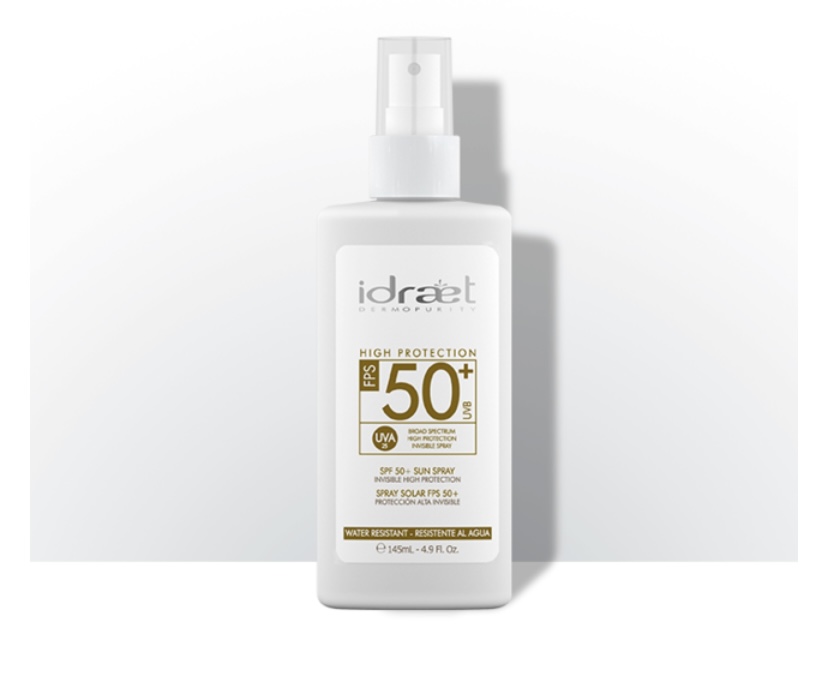 idraet
DERMOPURITY
HIGH PROTECTION
FPS 50+ UVB
UVA 25
BROAD SPECTRUM
HIGH PROTECTION
INVISIBLE SPRAY
SPF 50+ SUN SPRAY
INVISIBLE HIGH PROTECTION
SPRAY SOLAR FPS 50+
PROTECCIÓN ALTA INVISIBLE
WATER RESISTANT - RESISTENTE AL AGUA
℮ 145mL - 4.9 Fl. Oz.